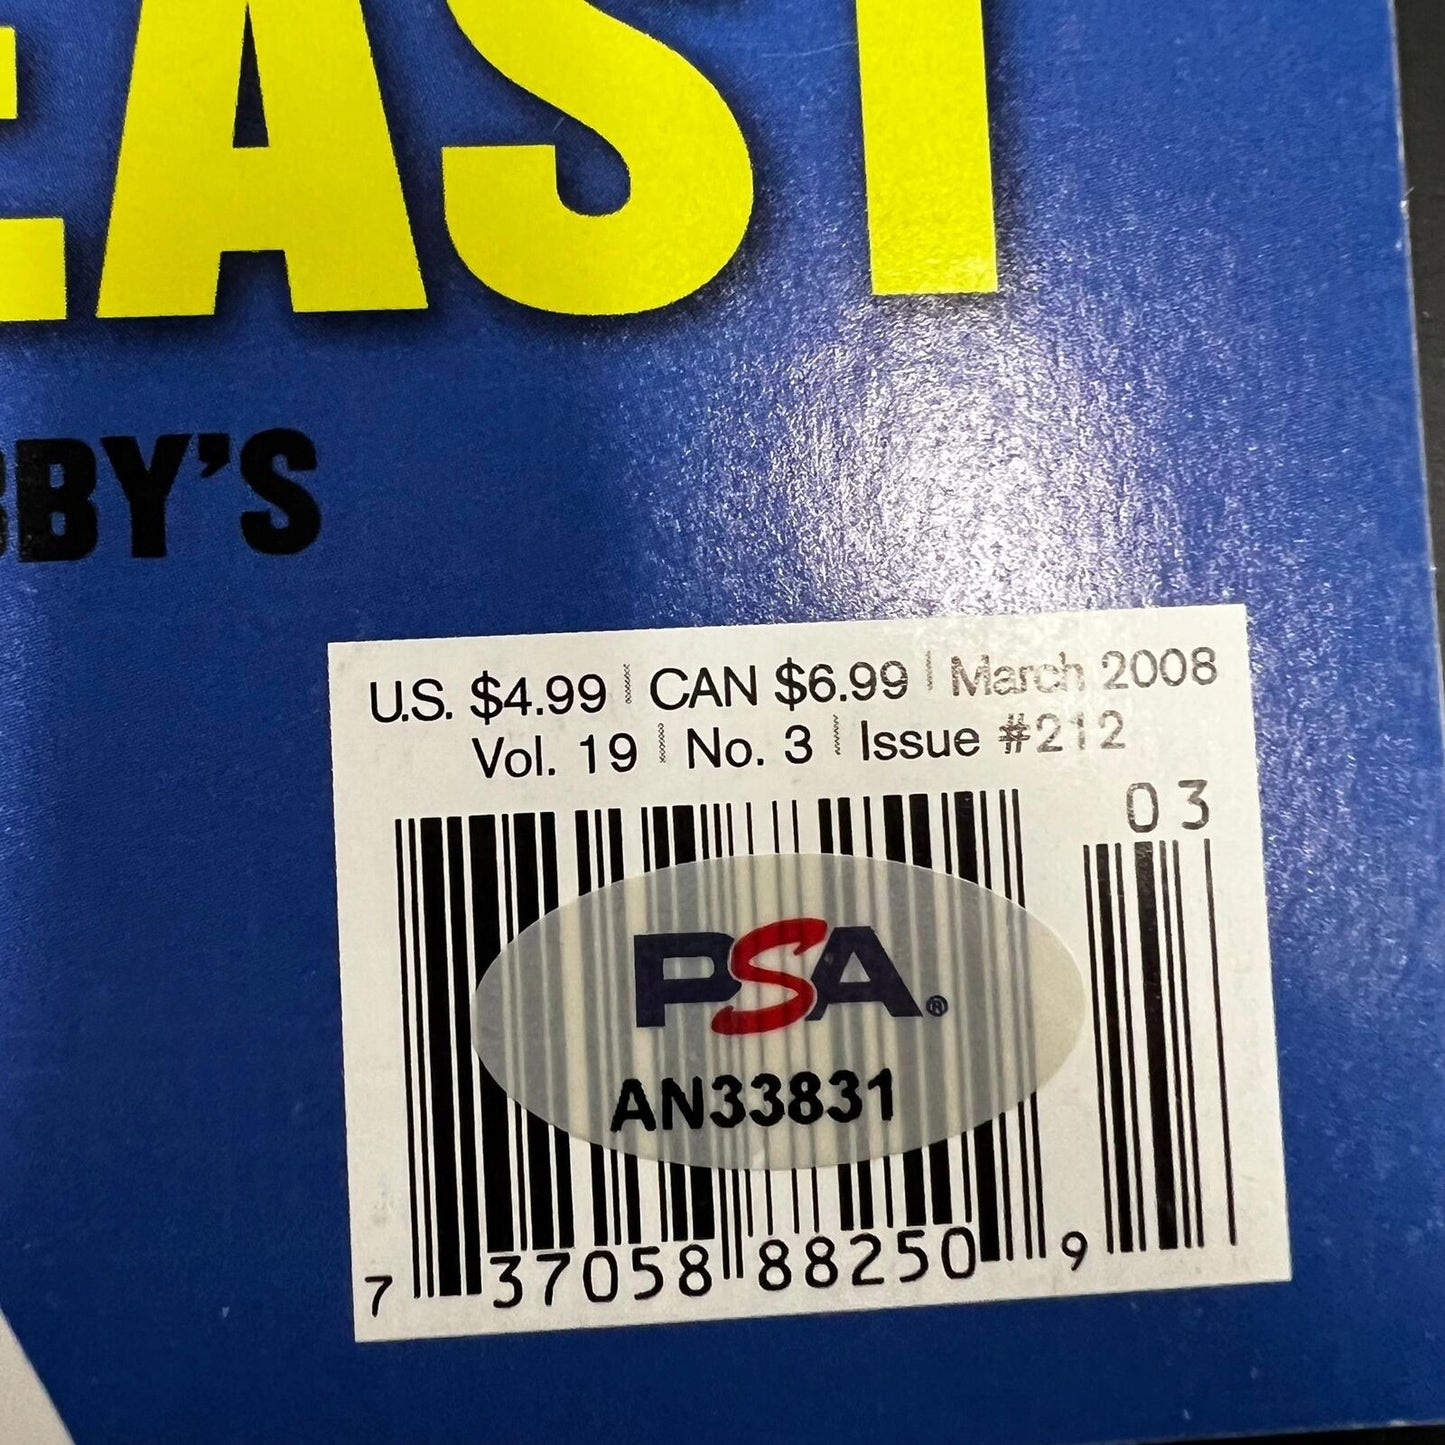 EAST
BBY'S
U.S. $4.99 | CAN $6.99 | March 2008
Vol. 19 | No. 3 | Issue #212
03
PSA®
AN33831
7 37058 88250 9